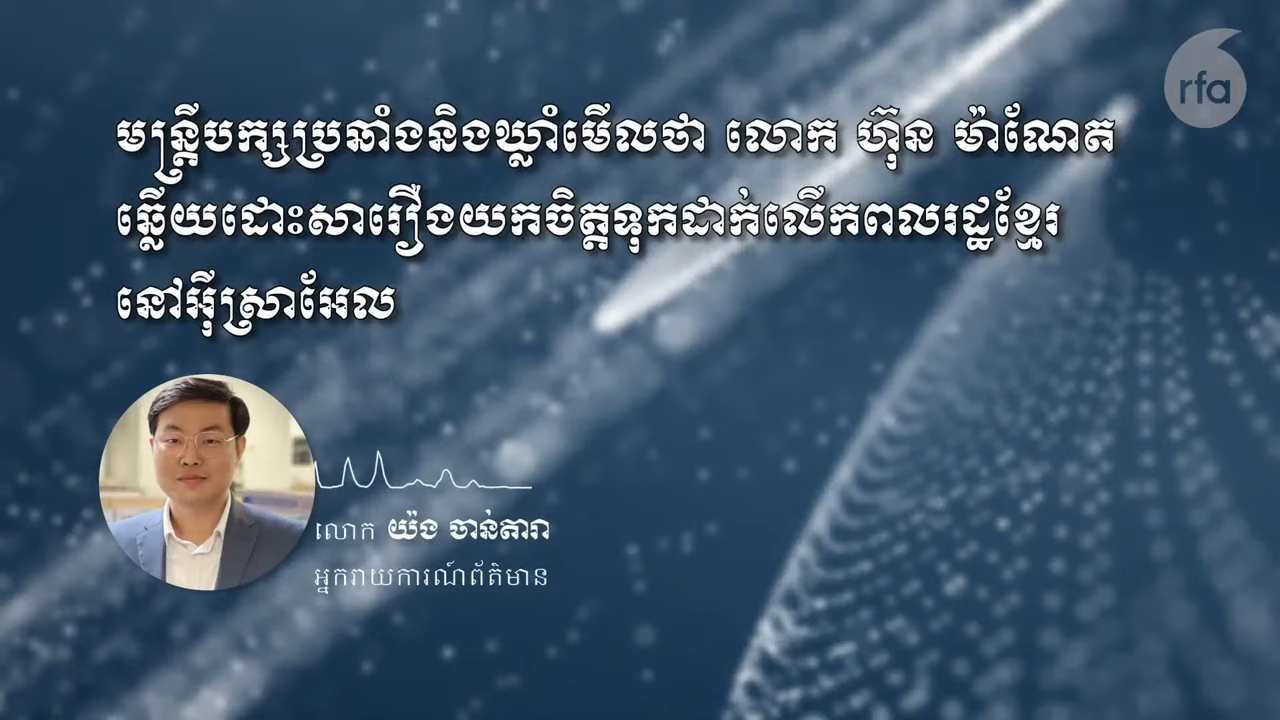 rfa
មន្ត្រីបក្សប្រឆាំងនិងឃ្លាំមើលថា លោក ហ៊ុន ម៉ាណែត
ឆ្លើយដោះសារឿងយកចិត្តទុកដាក់លើកពលរដ្ឋខ្មែរ
នៅអ៊ីស្រាអែល
លោក យ៉ង ចាន់តារា
អ្នករាយការណ៍ព័ត៌មាន